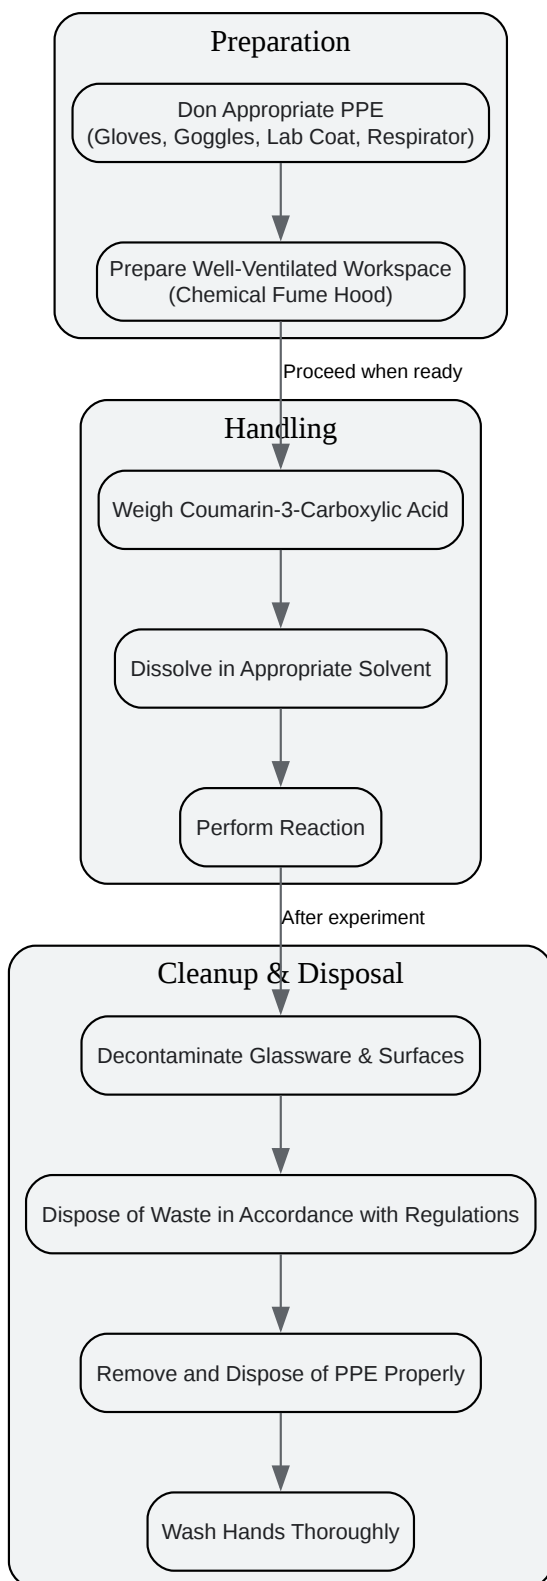 Preparation
Don Appropriate PPE
(Gloves, Goggles, Lab Coat, Respirator)
Prepare Well-Ventilated Workspace
(Chemical Fume Hood)
Proceed when ready
Handling
Weigh Coumarin-3-Carboxylic Acid
Dissolve in Appropriate Solvent
Perform Reaction
After experiment
Cleanup & Disposal
Decontaminate Glassware & Surfaces
Dispose of Waste in Accordance with Regulations
Remove and Dispose of PPE Properly
Wash Hands Thoroughly